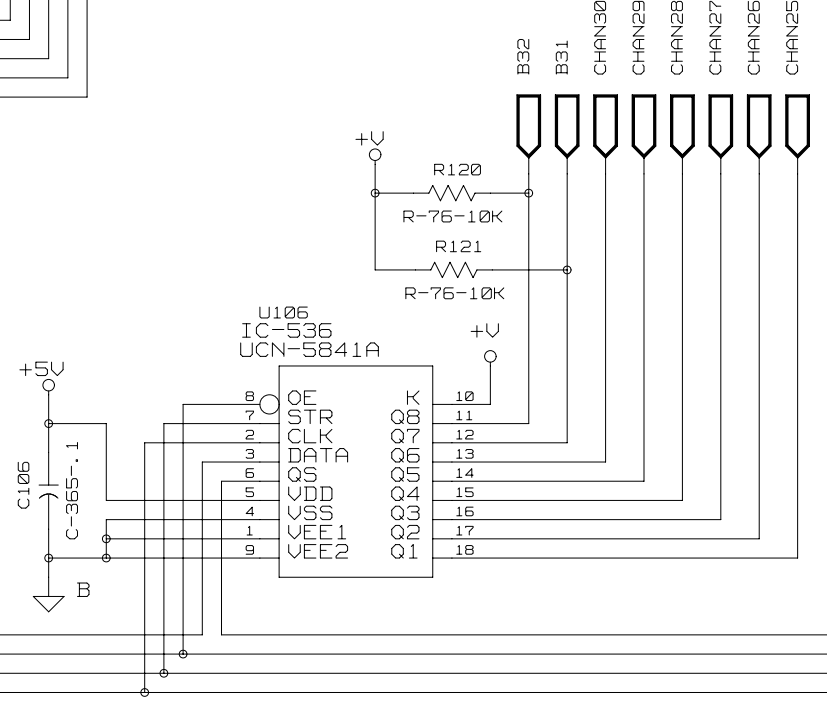 B32
B31
CHAN30
CHAN29
CHAN28
CHAN27
CHAN26
CHAN25
+V
R120
R-76-10K
R121
R-76-10K
U106
IC-536
UCN-5841A
+V
+5V
C106
C-365-.1
B
8 OE K 10
7 STR Q8 11
2 CLK Q7 12
3 DATA Q6 13
6 QS Q5 14
5 VDD Q4 15
4 VSS Q3 16
1 VEE1 Q2 17
9 VEE2 Q1 18